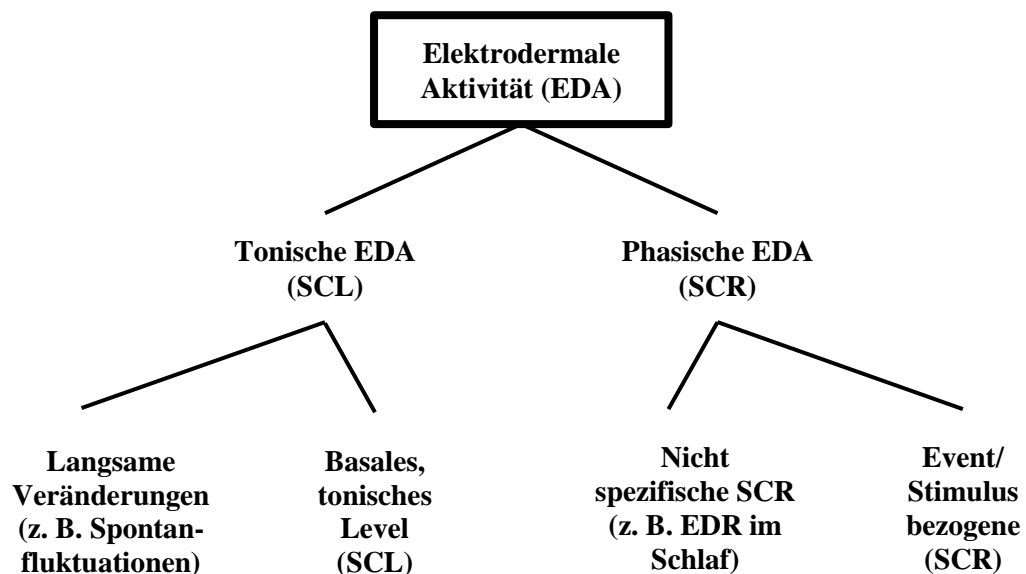 Elektrodermale
Aktivität (EDA)
Tonische EDA
(SCL)
Phasische EDA
(SCR)
Langsame
Veränderungen
(z. B. Spontan-
fluktuationen)
Basales,
tonisches
Level
(SCL)
Nicht
spezifische SCR
(z. B. EDR im
Schlaf)
Event/
Stimulus
bezogene
(SCR)